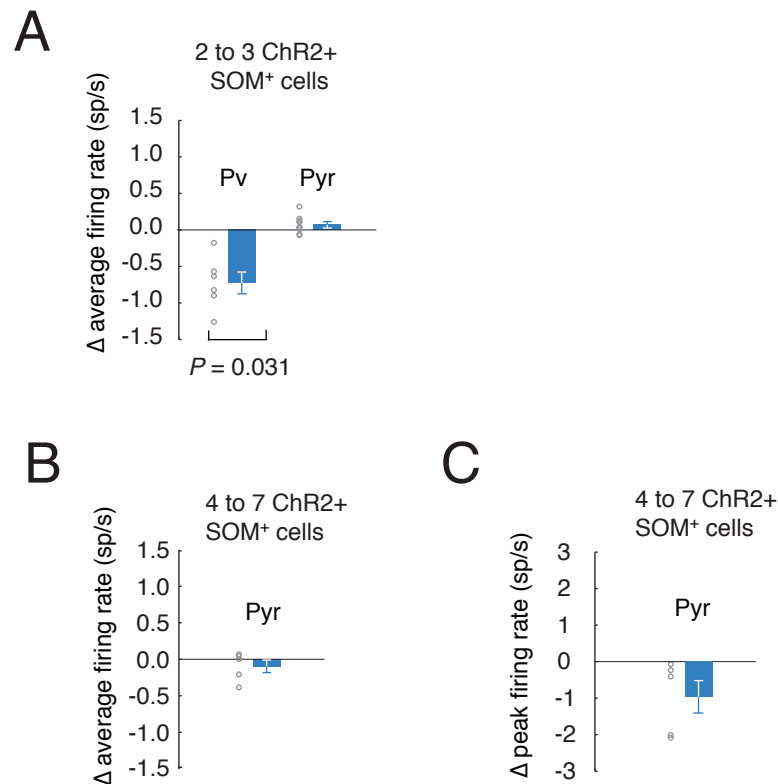 A
2 to 3 ChR2+
SOM⁺ cells
Δ average firing rate (sp/s)
1.5
1.0
0.5
0.0
-0.5
-1.0
-1.5
Pv
Pyr
P = 0.031
B
4 to 7 ChR2+
SOM⁺ cells
Δ average firing rate (sp/s)
1.5
1.0
0.5
0.0
-0.5
-1.0
-1.5
Pyr
C
4 to 7 ChR2+
SOM⁺ cells
Δ peak firing rate (sp/s)
3
2
1
0
-1
-2
-3
Pyr